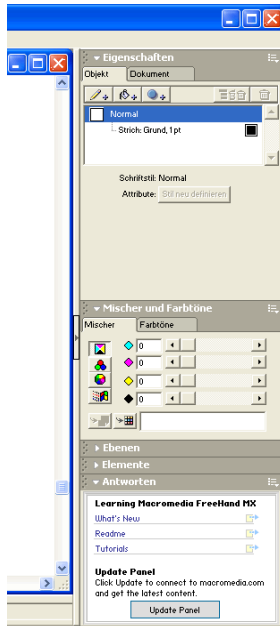 Eigenschaften
Objekt Dokument
Normal
Strich: Grund, 1pt
Schriftstil: Normal
Attribute: Stil neu definieren
Mischer und Farbtöne
Mischer Farbtöne
0
0
0
0
Ebenen
Elemente
Antworten
Learning Macromedia FreeHand MX
What's New
Readme
Tutorials
Update Panel
Click Update to connect to macromedia.com
and get the latest content.
Update Panel